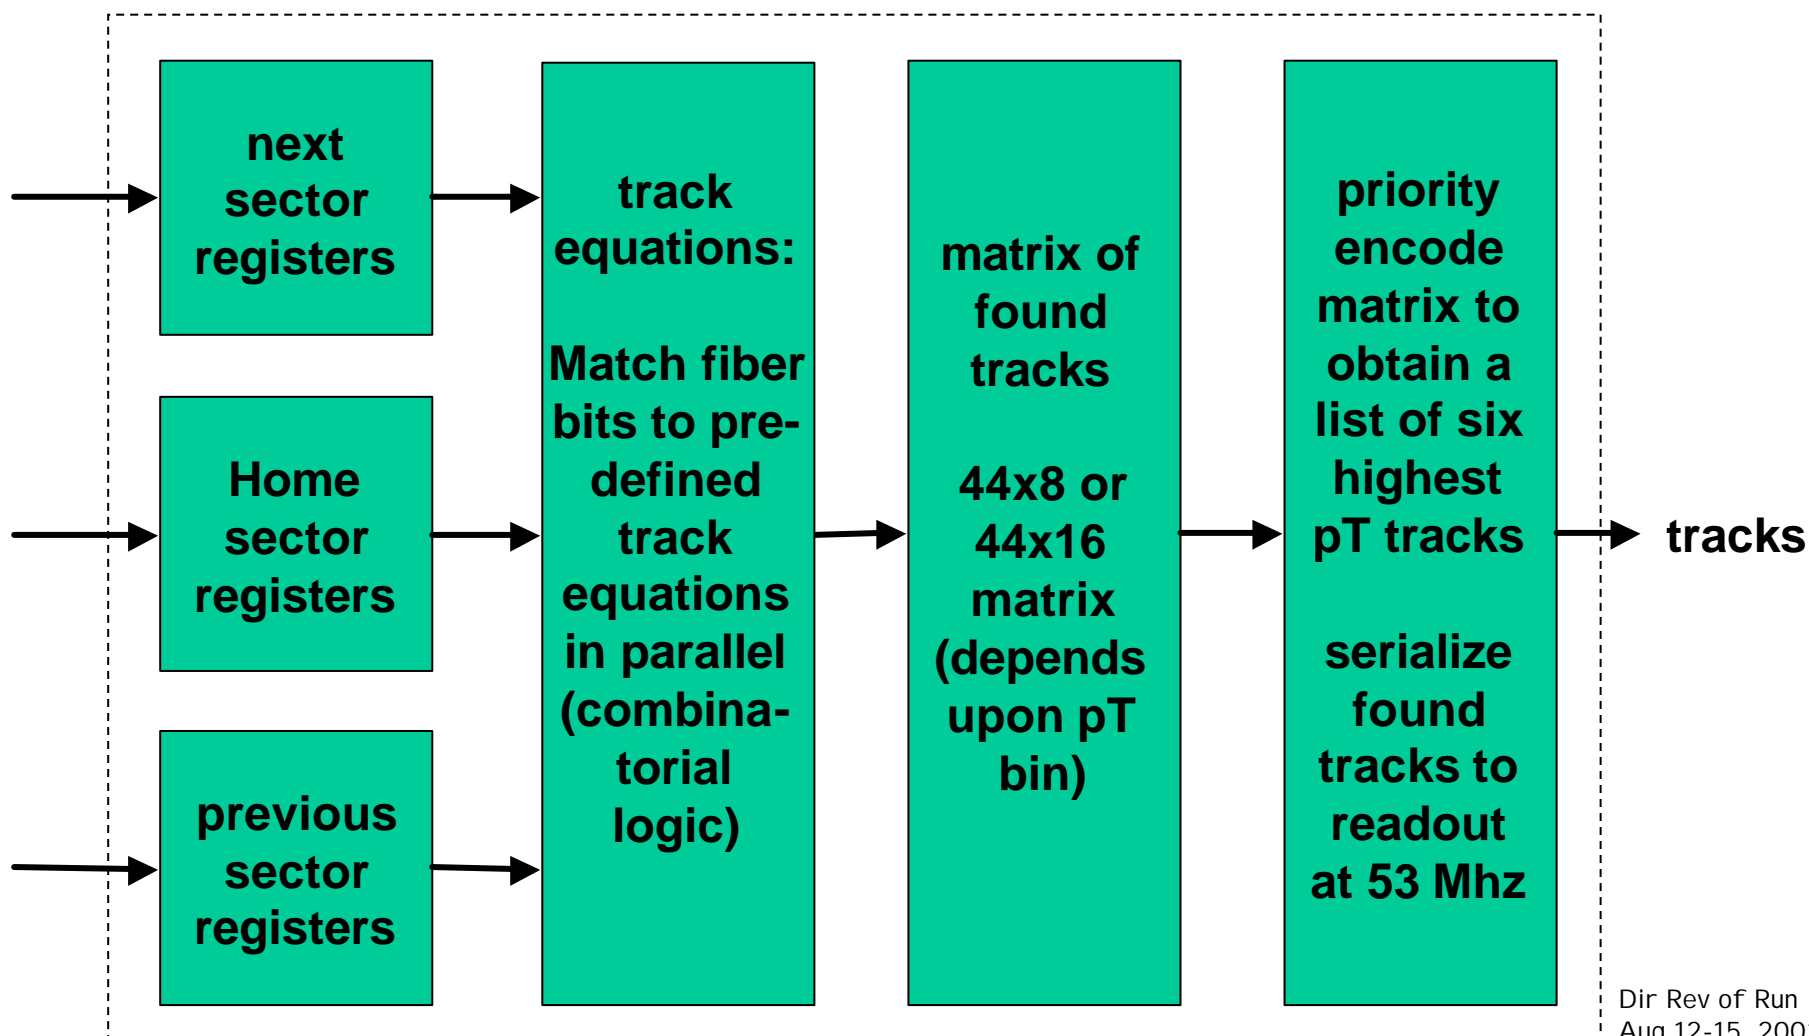 next
sector
registers
Home
sector
registers
previous
sector
registers
track
equations:
Match fiber
bits to pre-
defined
track
equations
in parallel
(combina-
torial
logic)
matrix of
found
tracks
44x8 or
44x16
matrix
(depends
upon pT
bin)
priority
encode
matrix to
obtain a
list of six
highest
pT tracks
serialize
found
tracks to
readout
at 53 Mhz
tracks
Dir Rev of Run
Aug 12-15,